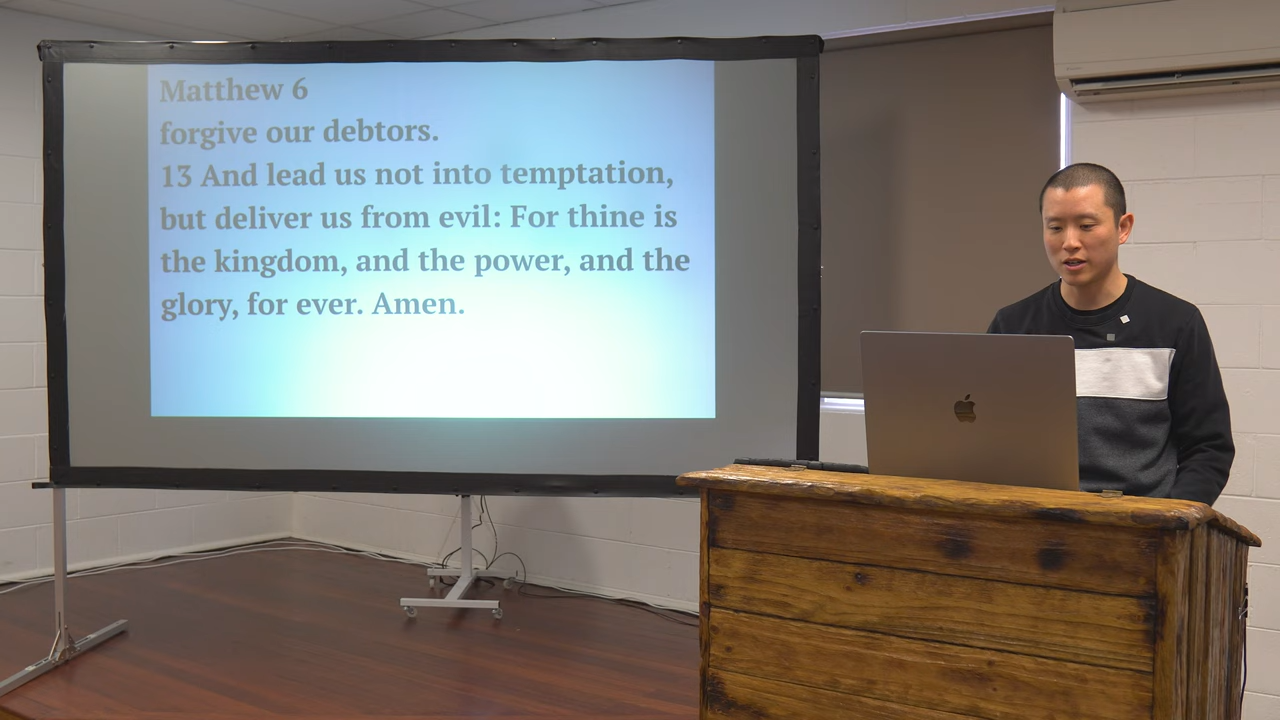 Matthew 6
forgive our debtors.
13 And lead us not into temptation,
but deliver us from evil: For thine is
the kingdom, and the power, and the
glory, for ever. Amen.